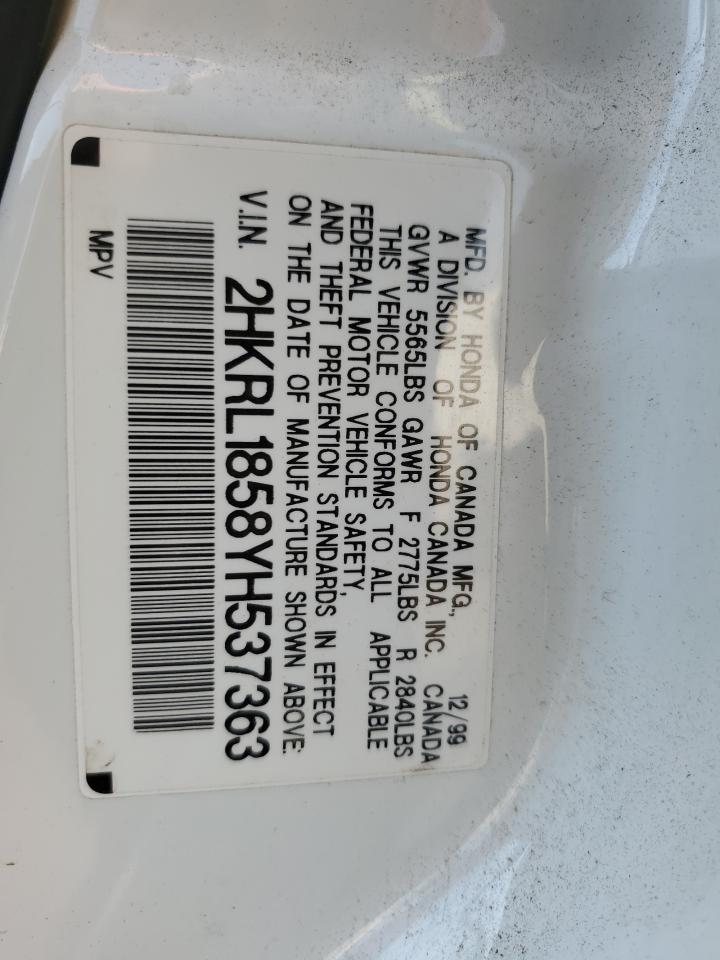 MFD. BY HONDA OF CANADA MFG., 12/99
A DIVISION OF HONDA CANADA INC. CANADA
GVWR 5565LBS GAWR F 2775LBS R 2840LBS
THIS VEHICLE CONFORMS TO ALL APPLICABLE
FEDERAL MOTOR VEHICLE SAFETY,
AND THEFT PREVENTION STANDARDS IN EFFECT
ON THE DATE OF MANUFACTURE SHOWN ABOVE:
V.I.N. 2HKRL1858YH537363
MPV